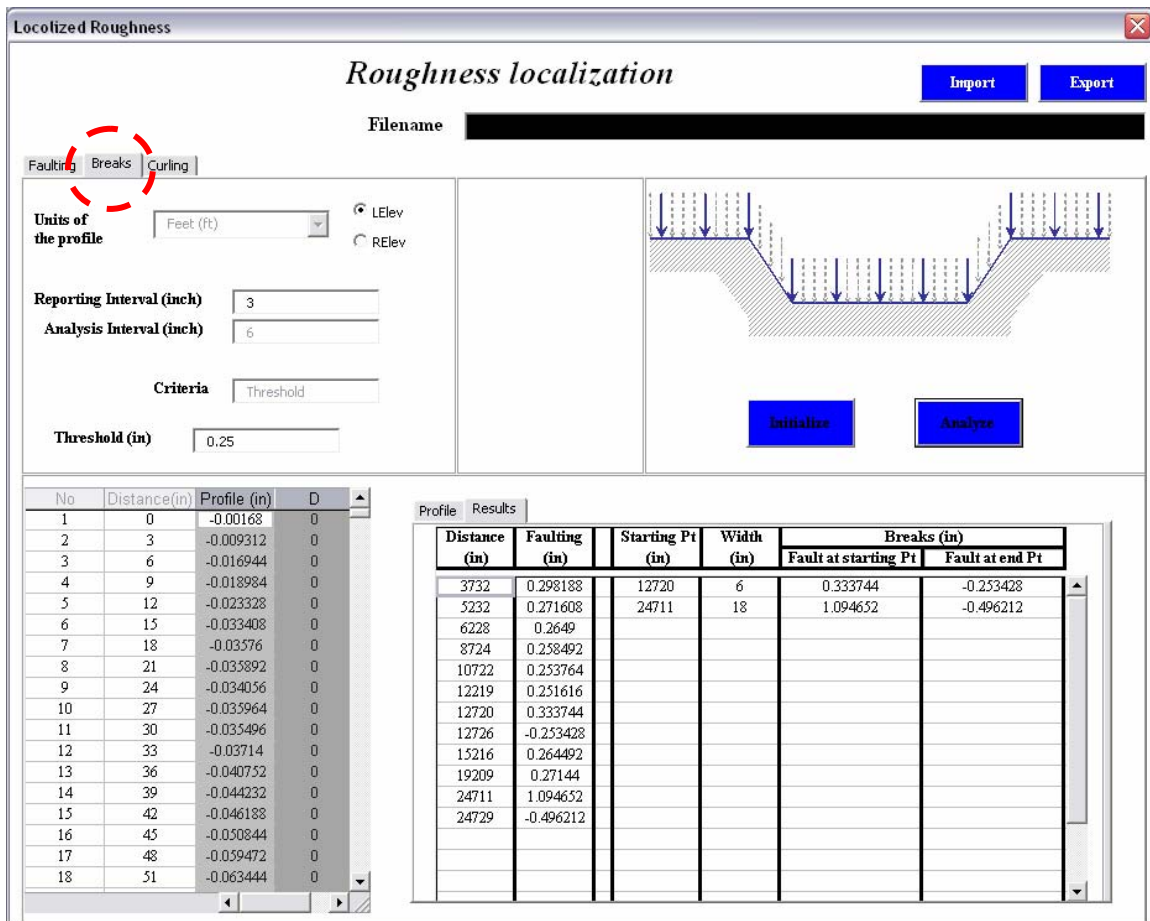 Locolized Roughness
Roughness localization
Import Export
Filename
Faulting Breaks Curling
Units of
the profile
Feet (ft)
LElev
RElev
Reporting Interval (inch) 3
Analysis Interval (inch) 6
Criteria Threshold
Threshold (in) 0.25
Initialize Analyze
No Distance(in) Profile (in) D
1 0 -0.00168 0
2 3 -0.009312 0
3 6 -0.016944 0
4 9 -0.018984 0
5 12 -0.023328 0
6 15 -0.033408 0
7 18 -0.03576 0
8 21 -0.035892 0
9 24 -0.034056 0
10 27 -0.035964 0
11 30 -0.035496 0
12 33 -0.03714 0
13 36 -0.040752 0
14 39 -0.044232 0
15 42 -0.046188 0
16 45 -0.050844 0
17 48 -0.059472 0
18 51 -0.063444 0
Profile Results
Distance Faulting Starting Pt Width Breaks (in)
(in) (in) (in) (in) Fault at starting Pt Fault at end Pt
3732 0.298188 12720 6 0.333744 -0.253428
5232 0.271608 24711 18 1.094652 -0.496212
6228 0.2649
8724 0.258492
10722 0.253764
12219 0.251616
12720 0.333744
12726 -0.253428
15216 0.264492
19209 0.27144
24711 1.094652
24729 -0.496212